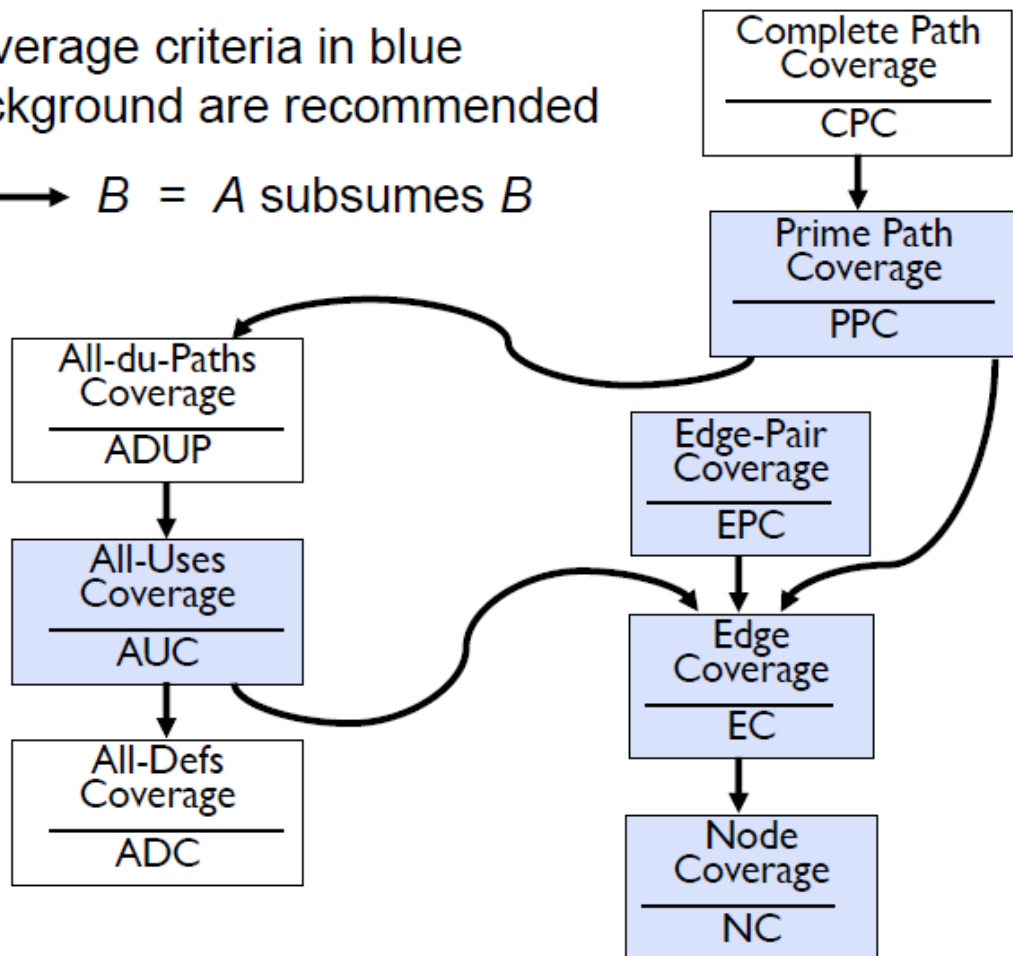 verage criteria in blue
ckground are recommended
B = A subsumes B
Complete Path
Coverage
CPC
Prime Path
Coverage
PPC
All-du-Paths
Coverage
ADUP
Edge-Pair
Coverage
EPC
All-Uses
Coverage
AUC
Edge
Coverage
EC
All-Defs
Coverage
ADC
Node
Coverage
NC